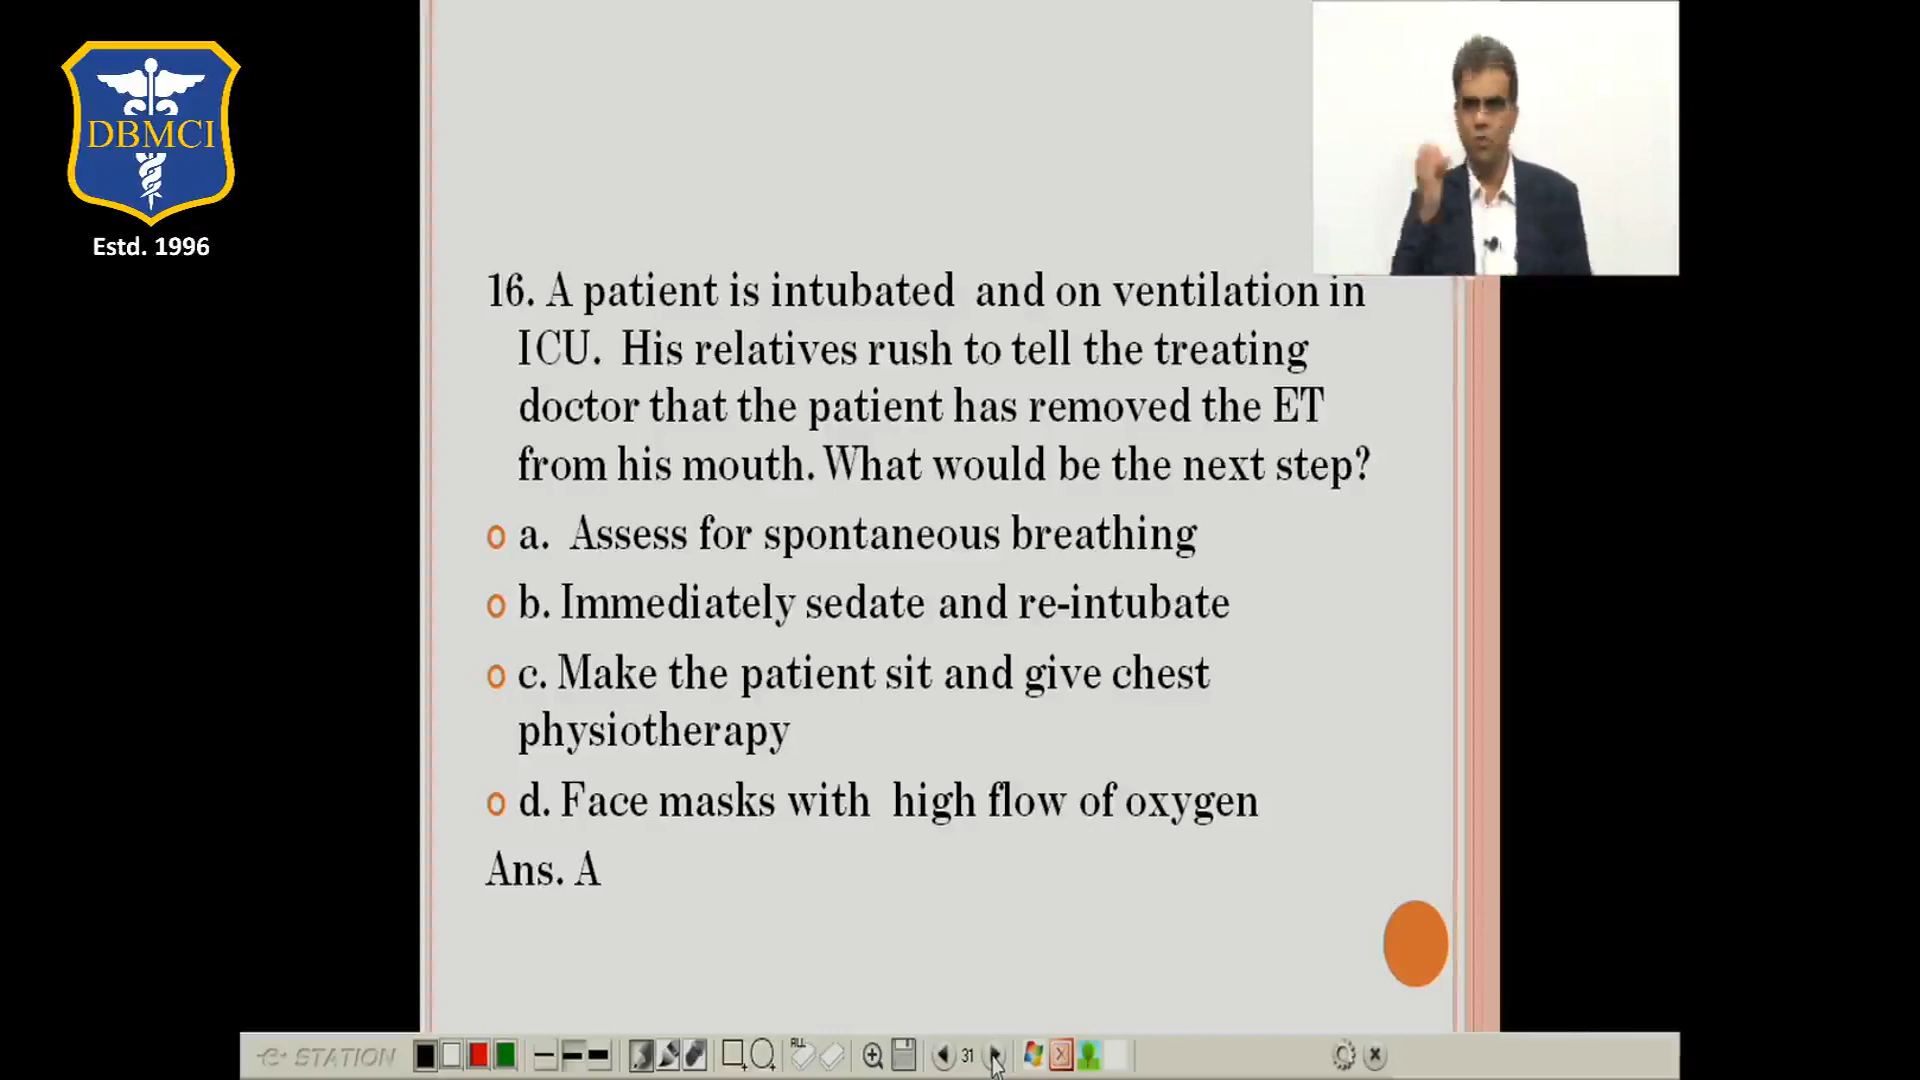 DBMCI
Estd. 1996
16. A patient is intubated and on ventilation in
ICU. His relatives rush to tell the treating
doctor that the patient has removed the ET
from his mouth. What would be the next step?
a. Assess for spontaneous breathing
b. Immediately sedate and re-intubate
c. Make the patient sit and give chest
physiotherapy
d. Face masks with high flow of oxygen
Ans. A
e STATION
ALL
31